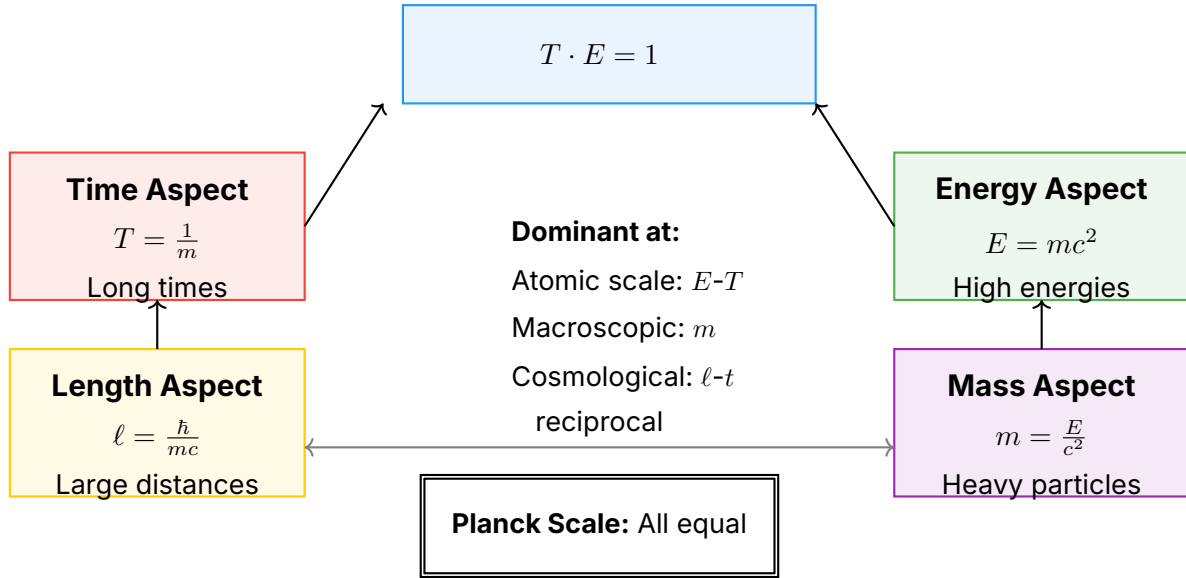 T · E = 1
Time Aspect
T = 1/m
Long times
Energy Aspect
E = mc²
High energies
Dominant at:
Atomic scale: E-T
Macroscopic: m
Cosmological: ℓ-t
reciprocal
Length Aspect
ℓ = ħ/mc
Large distances
Mass Aspect
m = E/c²
Heavy particles
Planck Scale: All equal